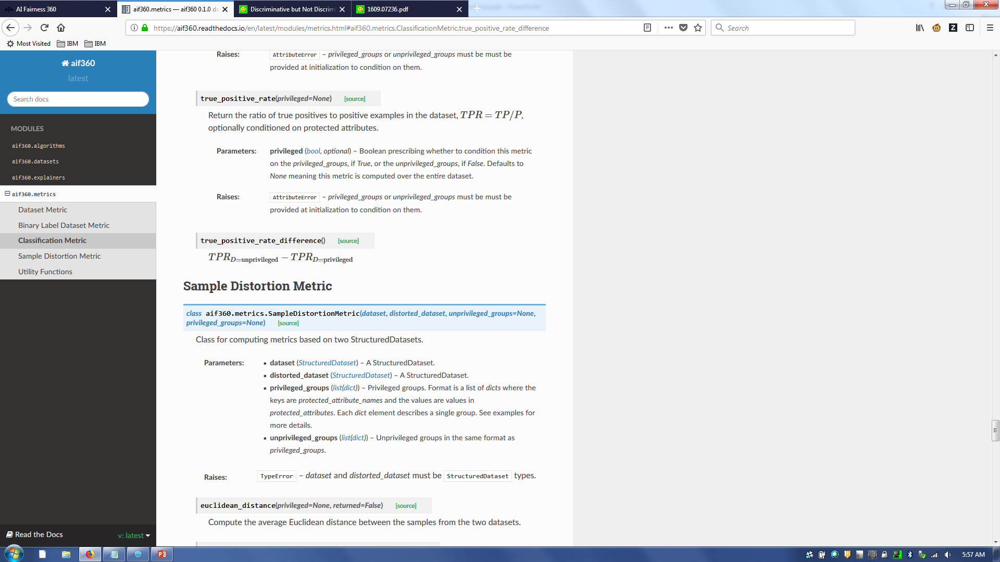 AI Fairness 360
aif360.metrics — aif360 0.1.0 do
Discriminative but Not Discrim
1609.07236.pdf
https://aif360.readthedocs.io/en/latest/modules/metrics.html#aif360.metrics.ClassificationMetric.true_positive_rate_difference
Search
Most Visited
IBM
IBM
aif360
latest
Search docs
MODULES
aif360.algorithms
aif360.datasets
aif360.explainers
aif360.metrics
Dataset Metric
Binary Label Dataset Metric
Classification Metric
Sample Distortion Metric
Utility Functions
Read the Docs
v: latest
Raises: AttributeError – privileged_groups or unprivileged_groups must be must be
provided at initialization to condition on them.
true_positive_rate(privileged=None) [source]
Return the ratio of true positives to positive examples in the dataset, TPR = TP/P,
optionally conditioned on protected attributes.
Parameters: privileged (bool, optional) – Boolean prescribing whether to condition this metric
on the privileged_groups, if True, or the unprivileged_groups, if False. Defaults to
None meaning this metric is computed over the entire dataset.
Raises: AttributeError – privileged_groups or unprivileged_groups must be must be
provided at initialization to condition on them.
true_positive_rate_difference() [source]
TPR D=unprivileged − TPR D=privileged
Sample Distortion Metric
class aif360.metrics.SampleDistortionMetric(dataset, distorted_dataset, unprivileged_groups=None,
privileged_groups=None) [source]
Class for computing metrics based on two StructuredDatasets.
Parameters: • dataset (StructuredDataset) – A StructuredDataset.
• distorted_dataset (StructuredDataset) – A StructuredDataset.
• privileged_groups (list(dict)) – Privileged groups. Format is a list of dicts where the
keys are protected_attribute_names and the values are values in
protected_attributes. Each dict element describes a single group. See examples for
more details.
• unprivileged_groups (list(dict)) – Unprivileged groups in the same format as
privileged_groups.
Raises: TypeError – dataset and distorted_dataset must be StructuredDataset types.
euclidean_distance(privileged=None, returned=False) [source]
Compute the average Euclidean distance between the samples from the two datasets.
5:57 AM